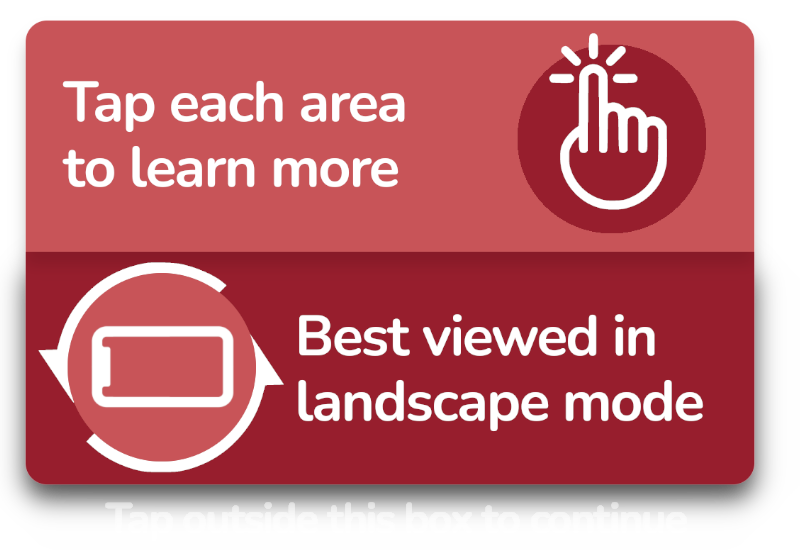 Tap each area
to learn more
Best viewed in
landscape mode
Tap outside this box to continue